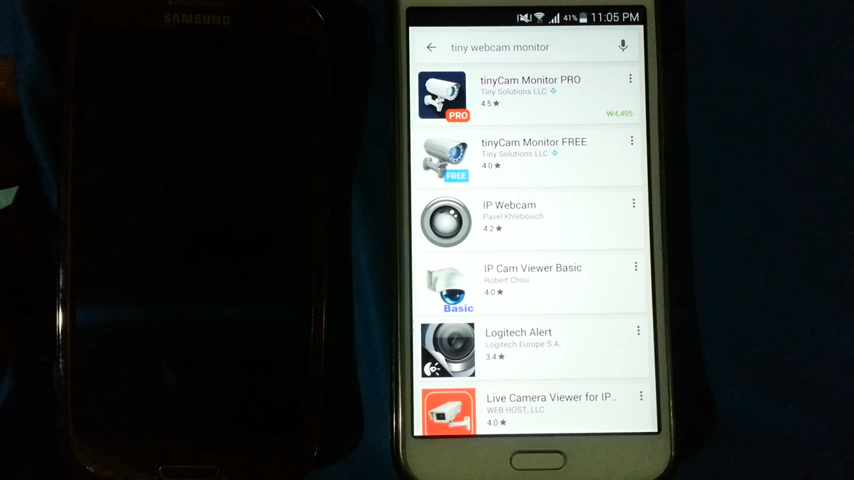 SAMSUNG
41% 11:05 PM
tiny webcam monitor
tinyCam Monitor PRO
Tiny Solutions LLC
4.5★
PRO
₩4,495
tinyCam Monitor FREE
Tiny Solutions LLC
4.0★
FREE
IP Webcam
Pavel Khlebovich
4.2★
IP Cam Viewer Basic
Robert Chou
4.0★
Basic
Logitech Alert
Logitech Europe S.A.
3.4★
Live Camera Viewer for IP..
WEB HOST, LLC
4.0★